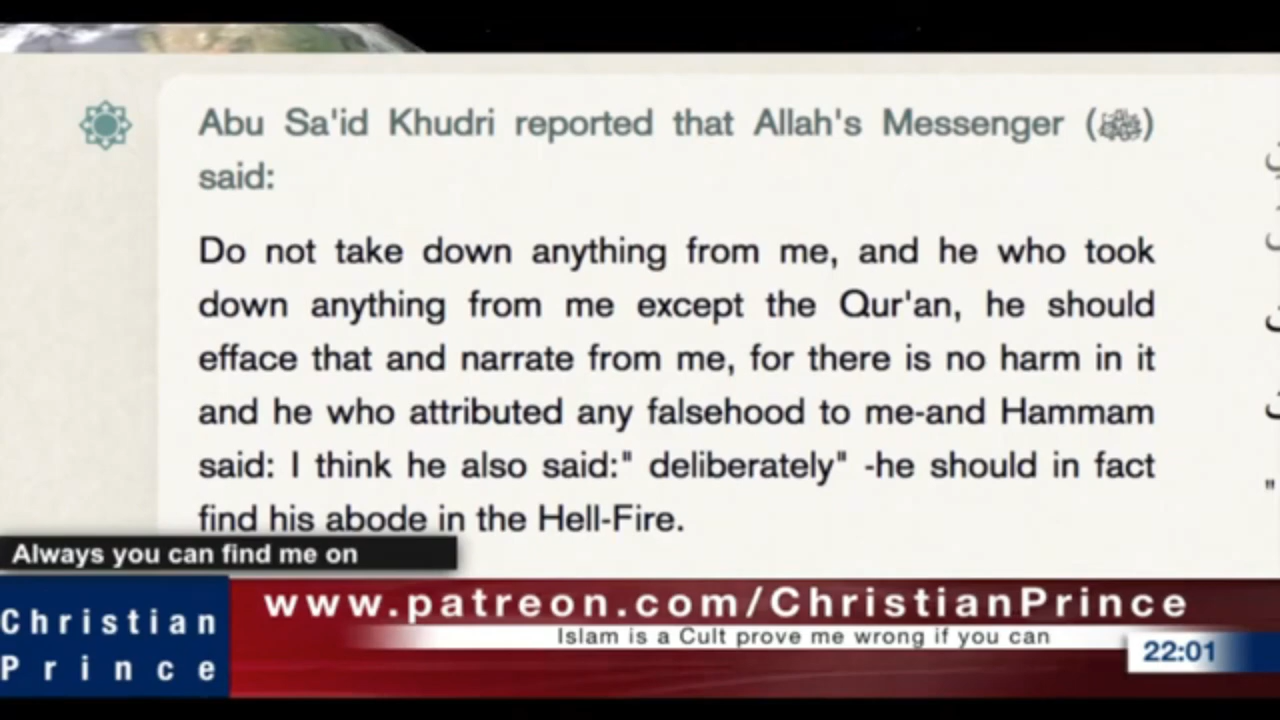 Abu Sa'id Khudri reported that Allah's Messenger (ﷺ)
said:
Do not take down anything from me, and he who took
down anything from me except the Qur'an, he should
efface that and narrate from me, for there is no harm in it
and he who attributed any falsehood to me-and Hammam
said: I think he also said:" deliberately" -he should in fact
find his abode in the Hell-Fire.
Always you can find me on
Christian
Prince
www.patreon.com/ChristianPrince
Islam is a Cult prove me wrong if you can
22:01